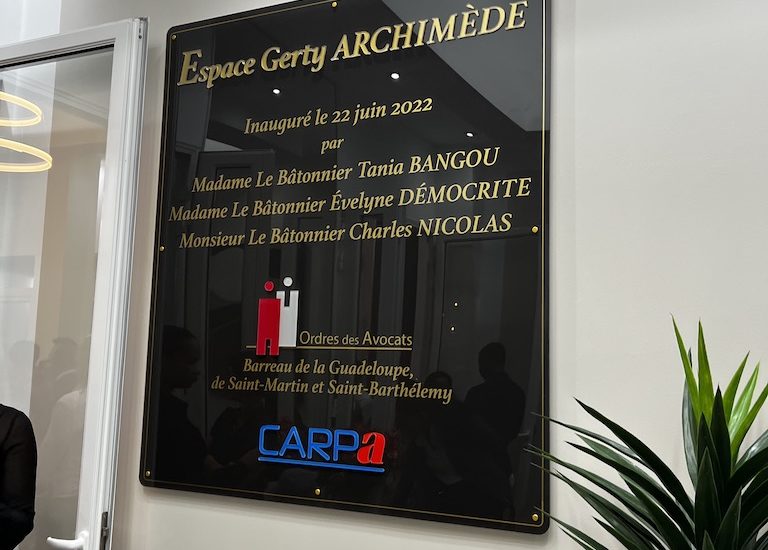 Espace Gerty ARCHIMÈDE
Inauguré le 22 juin 2022
par
Madame Le Bâtonnier Tania BANGOU
Madame Le Bâtonnier Évelyne DÉMOCRITE
Monsieur Le Bâtonnier Charles NICOLAS
Ordres des Avocats
Barreau de la Guadeloupe,
de Saint-Martin et Saint-Barthélemy
CARPa